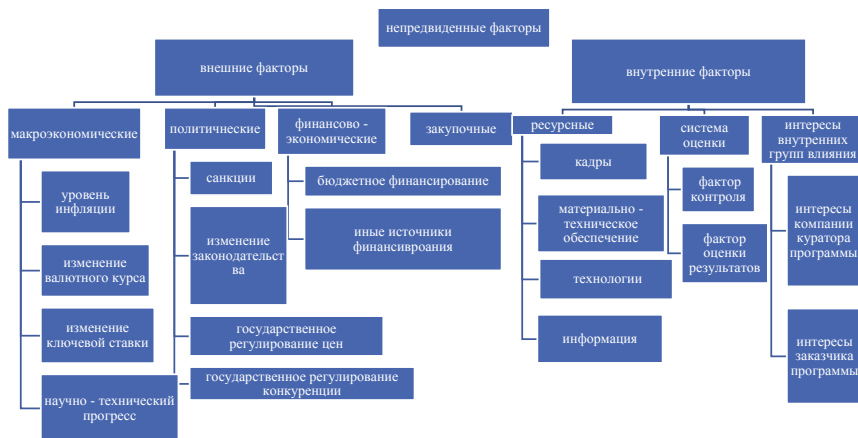 непредвиденные факторы
внешние факторы
внутренние факторы
макроэкономические
политичнеские
финансово -
экономические
закупочные
ресурсные
система
оценки
интересы
внутренних
групп влияния
уровень
инфляции
изменение
валютного курса
изменение
ключевой ставки
научно - технический
прогресс
санкции
изменение
законодательст
ва
государственное
регулирование цен
государственное регулирование
конкуренции
бюджетное финансирование
иные источники
финансивроания
кадры
материально -
техническое
обеспечение
технологии
информация
фактор
контроля
фактор
оценки
результатов
интересы
компании
куратора
программы
интересы
заказчика
программы